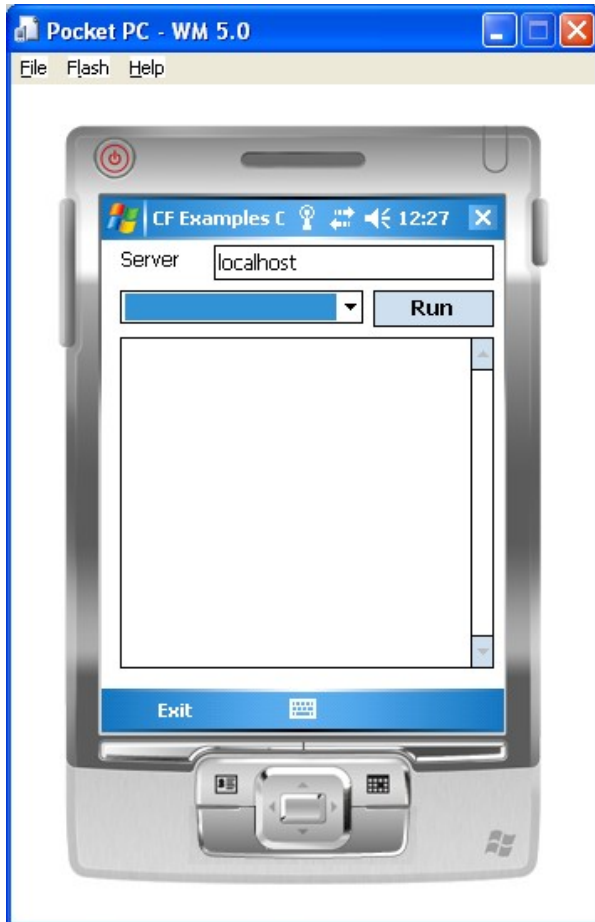 Pocket PC - WM 5.0
File Flash Help
CF Examples C 12:27
Server localhost
Run
Exit